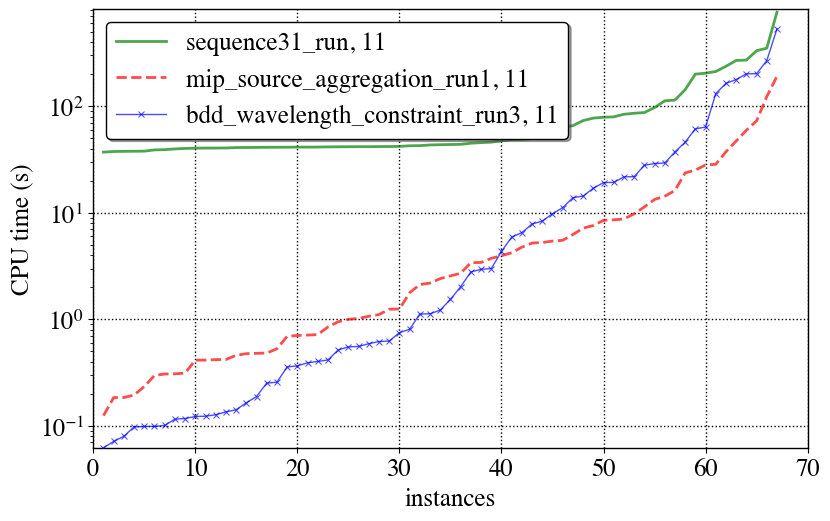 sequence31_run, 11
mip_source_aggregation_run1, 11
bdd_wavelength_constraint_run3, 11
CPU time (s)
10²
10¹
10⁰
10⁻¹
0 10 20 30 40 50 60 70
instances